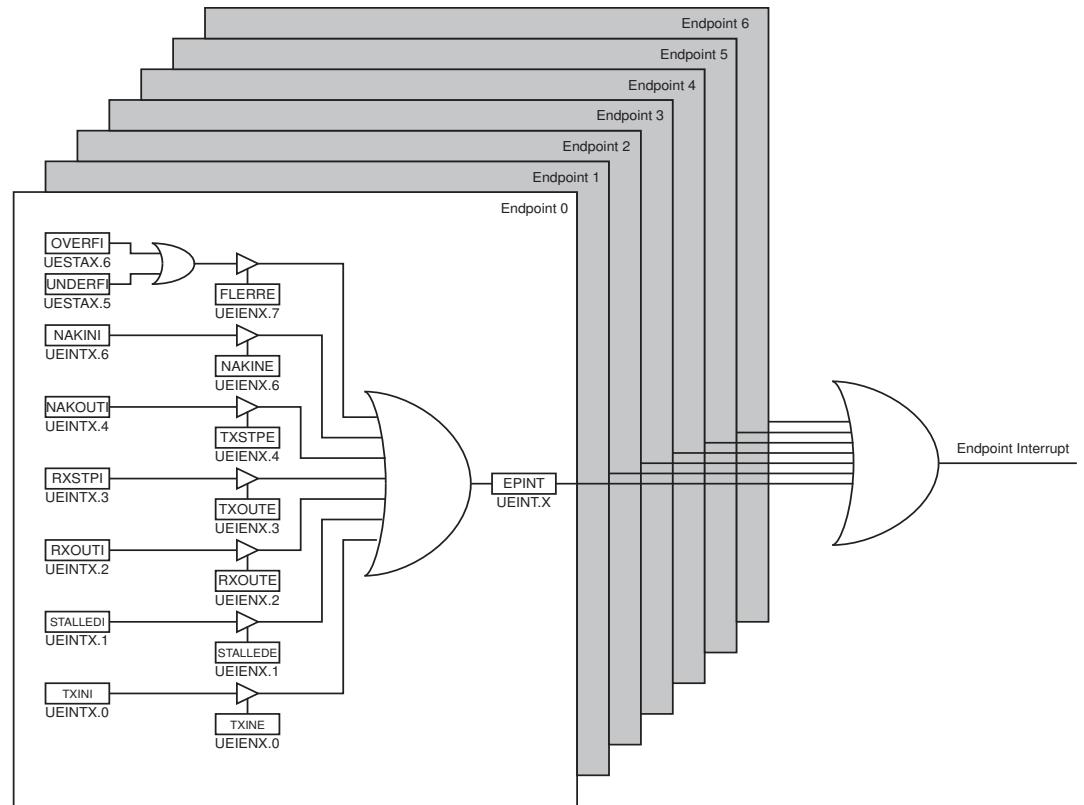 Endpoint 6
Endpoint 5
Endpoint 4
Endpoint 3
Endpoint 2
Endpoint 1
Endpoint 0
OVERFI
UESTAX.6
UNDERFI
UESTAX.5
FLERRE
UEIENX.7
NAKINI
UEINTX.6
NAKINE
UEIENX.6
NAKOUTI
UEINTX.4
TXSTPE
UEIENX.4
RXSTPI
UEINTX.3
TXOUTE
UEIENX.3
RXOUTI
UEINTX.2
RXOUTE
UEIENX.2
STALLEDI
UEINTX.1
STALLEDE
UEIENX.1
TXINI
UEINTX.0
TXINE
UEIENX.0
EPINT
UEINT.X
Endpoint Interrupt